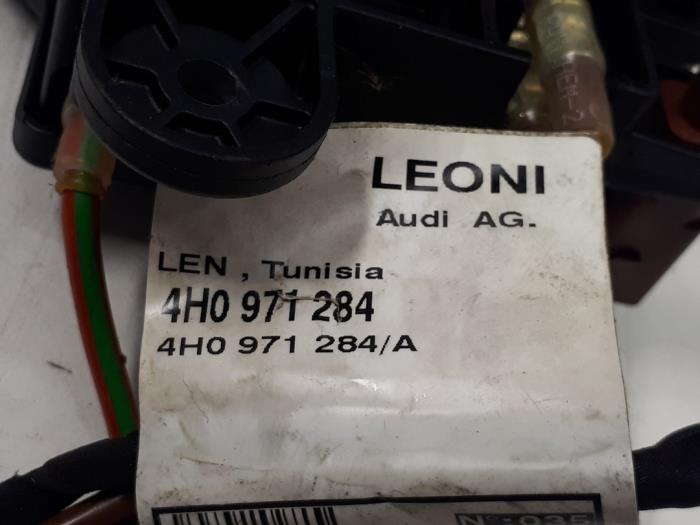 LEONI
Audi AG.
LEN , Tunisia
4H0 971 284
4H0 971 284/A